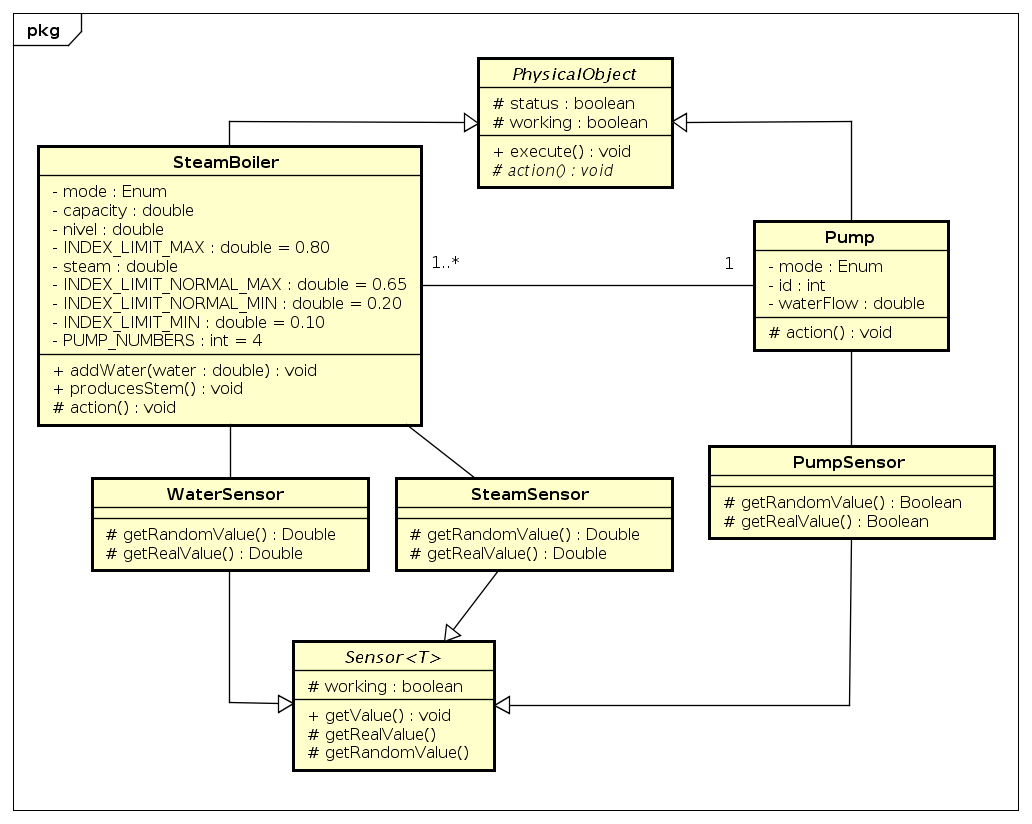 pkg
PhysicalObject
# status : boolean
# working : boolean
+ execute() : void
# action() : void
SteamBoiler
- mode : Enum
- capacity : double
- nivel : double
- INDEX_LIMIT_MAX : double = 0.80
- steam : double
- INDEX_LIMIT_NORMAL_MAX : double = 0.65
- INDEX_LIMIT_NORMAL_MIN : double = 0.20
- INDEX_LIMIT_MIN : double = 0.10
- PUMP_NUMBERS : int = 4
+ addWater(water : double) : void
+ producesStem() : void
# action() : void
1..*
1
Pump
- mode : Enum
- id : int
- waterFlow : double
# action() : void
WaterSensor
# getRandomValue() : Double
# getRealValue() : Double
SteamSensor
# getRandomValue() : Double
# getRealValue() : Double
PumpSensor
# getRandomValue() : Boolean
# getRealValue() : Boolean
Sensor<T>
# working : boolean
+ getValue() : void
# getRealValue()
# getRandomValue()